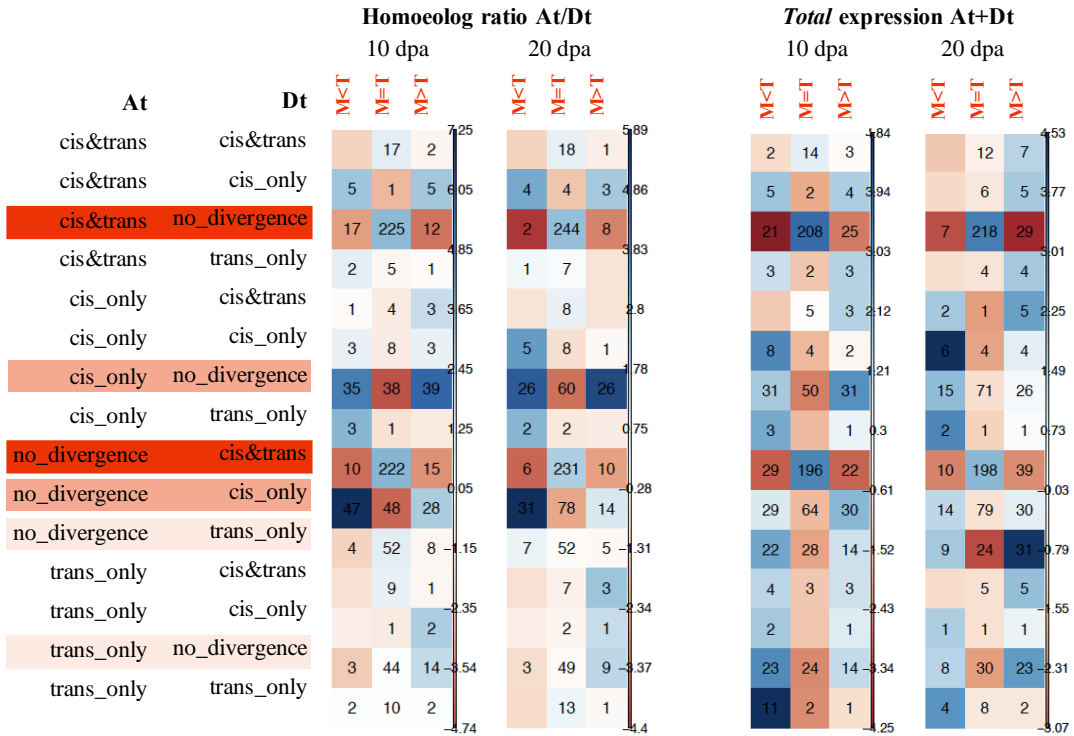 Homoeolog ratio At/Dt Total expression At+Dt
10 dpa 20 dpa 10 dpa 20 dpa
M<T M=T M>T M<T M=T M>T M<T M=T M>T M<T M=T M>T
At Dt
7.25 5.89 4.84 4.53
cis&trans cis&trans 17 2 18 1 2 14 3 12 7
cis&trans cis_only 5 1 5 6.05 4 4 3 4.86 5 2 4 3.94 6 5 3.77
cis&trans no_divergence 17 225 12 2 244 8 21 208 25 7 218 29
4.85 3.83 3.03 3.01
cis&trans trans_only 2 5 1 1 7 3 2 3 4 4
cis_only cis&trans 1 4 3 3.65 8 2.8 5 3 2.12 2 1 5 2.25
cis_only cis_only 3 8 3 5 8 1 8 4 2 6 4 4
2.45 1.78 1.21 1.49
cis_only no_divergence 35 38 39 26 60 26 31 50 31 15 71 26
cis_only trans_only 3 1 1.25 2 2 0.75 3 1 0.3 2 1 1 0.73
no_divergence cis&trans 10 222 15 6 231 10 29 196 22 10 198 39
0.05 −0.28 −0.61 −0.03
no_divergence cis_only 47 48 28 31 78 14 29 64 30 14 79 30
no_divergence trans_only 4 52 8 −1.15 7 52 5 −1.31 22 28 14 −1.52 9 24 31 −0.79
trans_only cis&trans 9 1 7 3 4 3 3 5 5
−2.35 −2.34 −2.43 −1.55
trans_only cis_only 1 2 2 1 2 1 1 1 1
trans_only no_divergence 3 44 14 −3.54 3 49 9 −3.37 23 24 14 −3.34 8 30 23 −2.31
trans_only trans_only 2 10 2 13 1 11 2 1 4 8 2
−4.74 −4.4 −4.25 −3.07